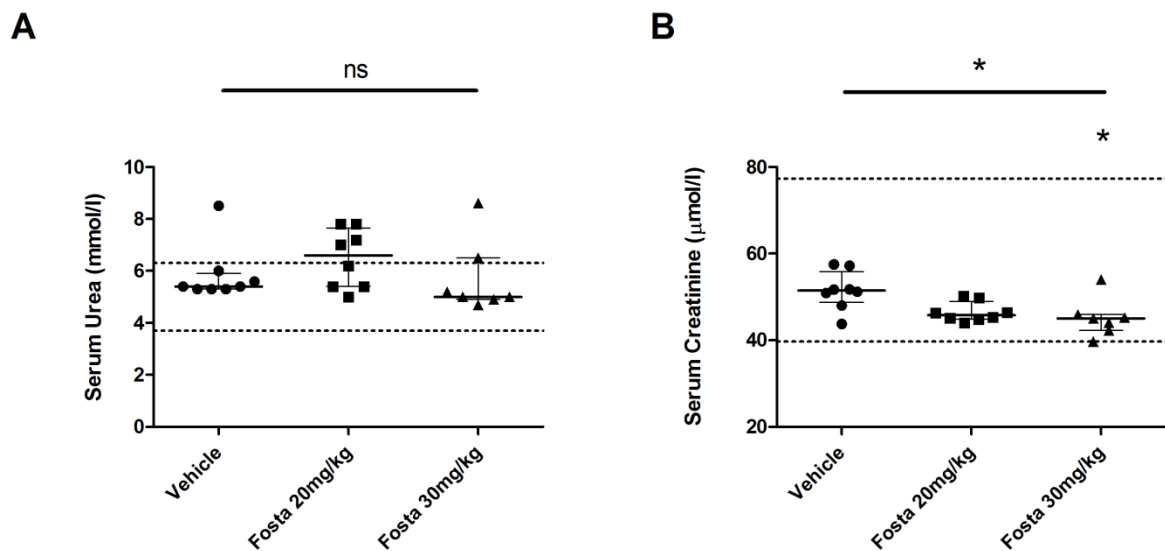 A
ns
Serum Urea (mmol/l)
10
8
6
4
2
0
Vehicle
Fosta 20mg/kg
Fosta 30mg/kg
B
*
*
Serum Creatinine (μmol/l)
80
60
40
20
Vehicle
Fosta 20mg/kg
Fosta 30mg/kg